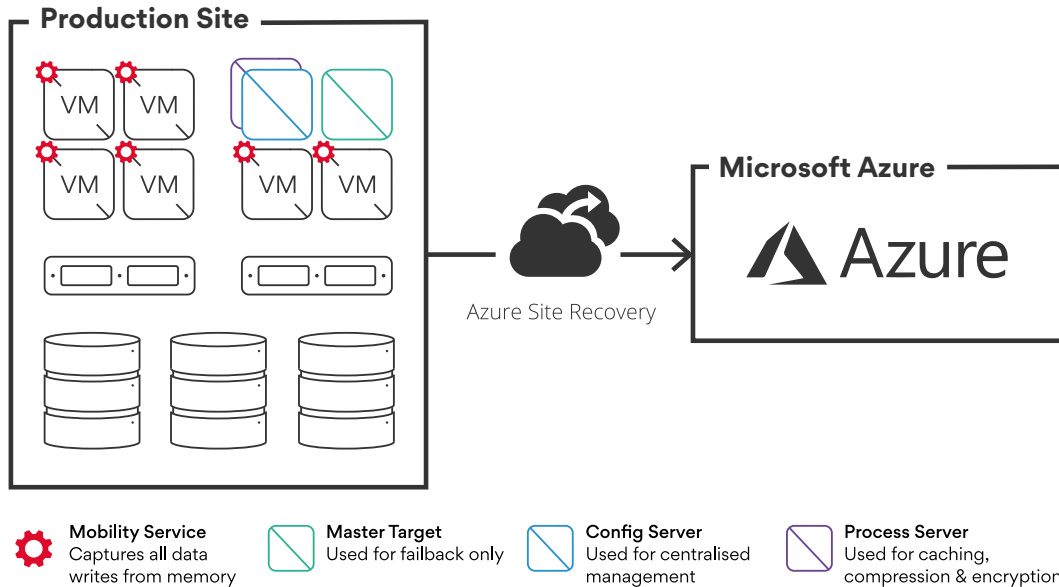 Production Site
VM
VM
VM
VM
VM
VM
Microsoft Azure
Azure
Azure Site Recovery
Mobility Service
Captures all data
writes from memory
Master Target
Used for failback only
Config Server
Used for centralised
management
Process Server
Used for caching,
compression & encryption